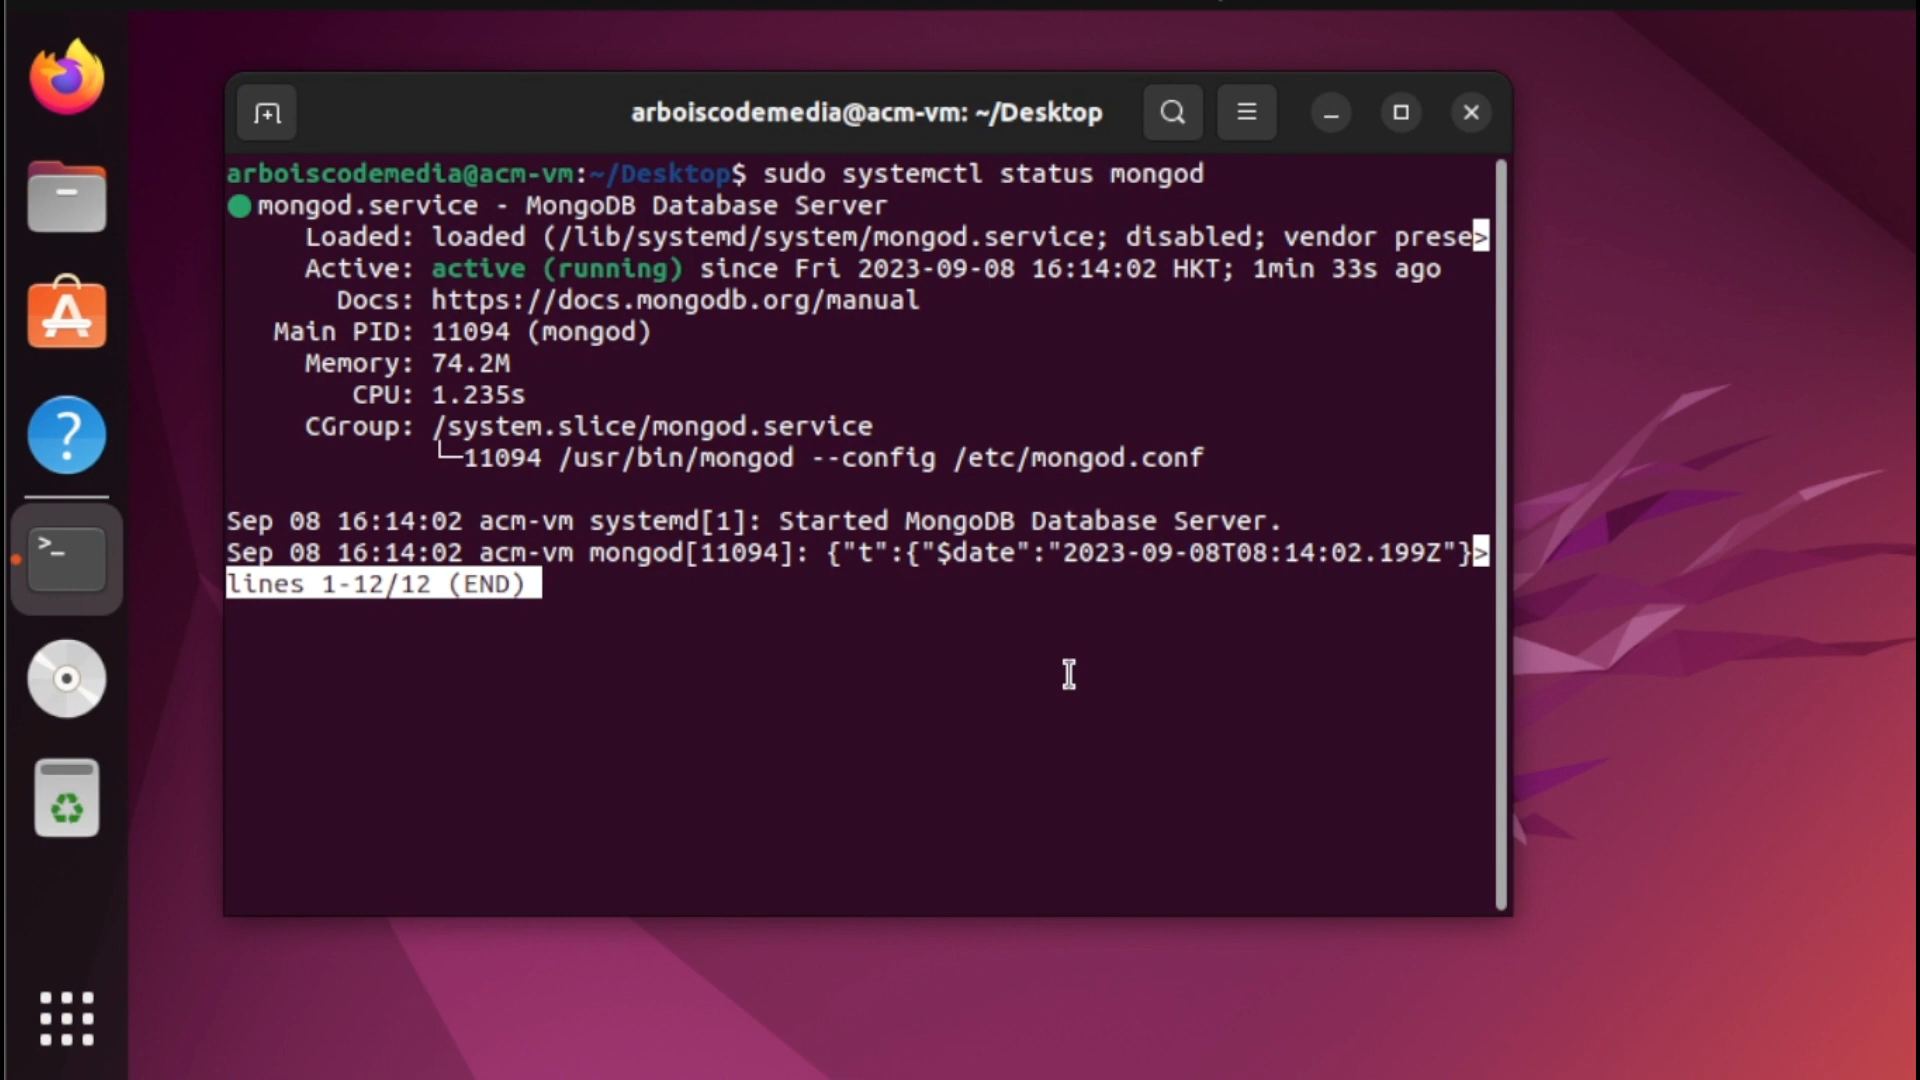 arboiscodemedia@acm-vm: ~/Desktop
arboiscodemedia@acm-vm:~/Desktop$ sudo systemctl status mongod
mongod.service - MongoDB Database Server
Loaded: loaded (/lib/systemd/system/mongod.service; disabled; vendor prese>
Active: active (running) since Fri 2023-09-08 16:14:02 HKT; 1min 33s ago
Docs: https://docs.mongodb.org/manual
Main PID: 11094 (mongod)
Memory: 74.2M
CPU: 1.235s
CGroup: /system.slice/mongod.service
└─11094 /usr/bin/mongod --config /etc/mongod.conf
Sep 08 16:14:02 acm-vm systemd[1]: Started MongoDB Database Server.
Sep 08 16:14:02 acm-vm mongod[11094]: {"t":{"$date":"2023-09-08T08:14:02.199Z"}>
lines 1-12/12 (END)